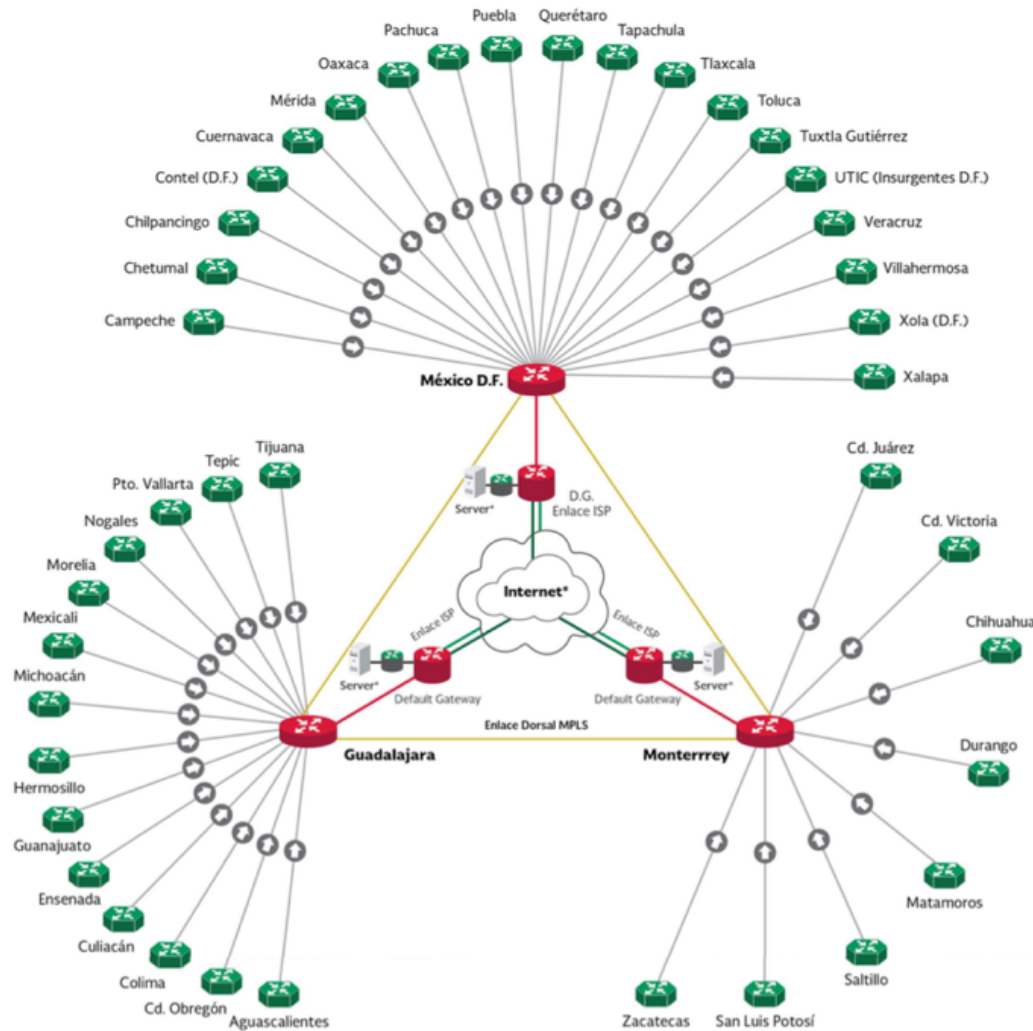 Puebla
Querétaro
Pachuca
Tapachula
Oaxaca
Tlaxcala
Mérida
Toluca
Cuernavaca
Tuxtla Gutiérrez
Contel (D.F.)
UTIC (Insurgentes D.F.)
Chilpancingo
Veracruz
Chetumal
Villahermosa
Campeche
Xola (D.F.)
México D.F.
Xalapa
Tijuana
Tepic
Pto. Vallarta
Nogales
Morelia
Mexicali
Michoacán
Hermosillo
Guanajuato
Ensenada
Culiacán
Colima
Cd. Obregón
Aguascalientes
Server*
D.G.
Enlace ISP
Internet*
Enlace ISP
Enlace ISP
Server*
Default Gateway
Default Gateway
Server*
Enlace Dorsal MPLS
Guadalajara
Monterrrey
Cd. Juárez
Cd. Victoria
Chihuahua
Durango
Matamoros
Saltillo
San Luis Potosí
Zacatecas